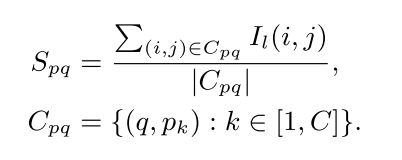 S_{pq} = \frac{\sum_{(i,j) \in C_{pq}} I_l(i,j)}{|C_{pq}|},
C_{pq} = \{(q, p_k) : k \in [1, C]\}.